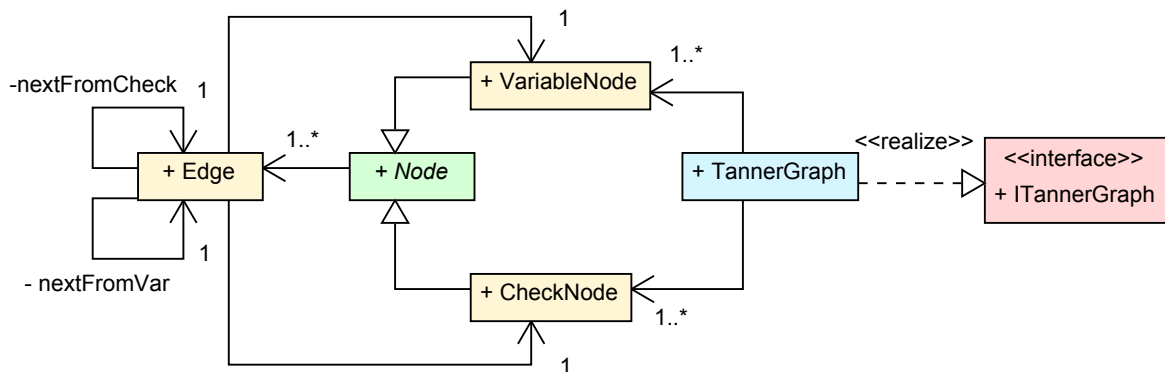 1
1..*
-nextFromCheck
1
+ VariableNode
<<realize>>
<<interface>>
1..*
+ Edge
+ Node
+ TannerGraph
+ ITannerGraph
1
- nextFromVar
+ CheckNode
1..*
1